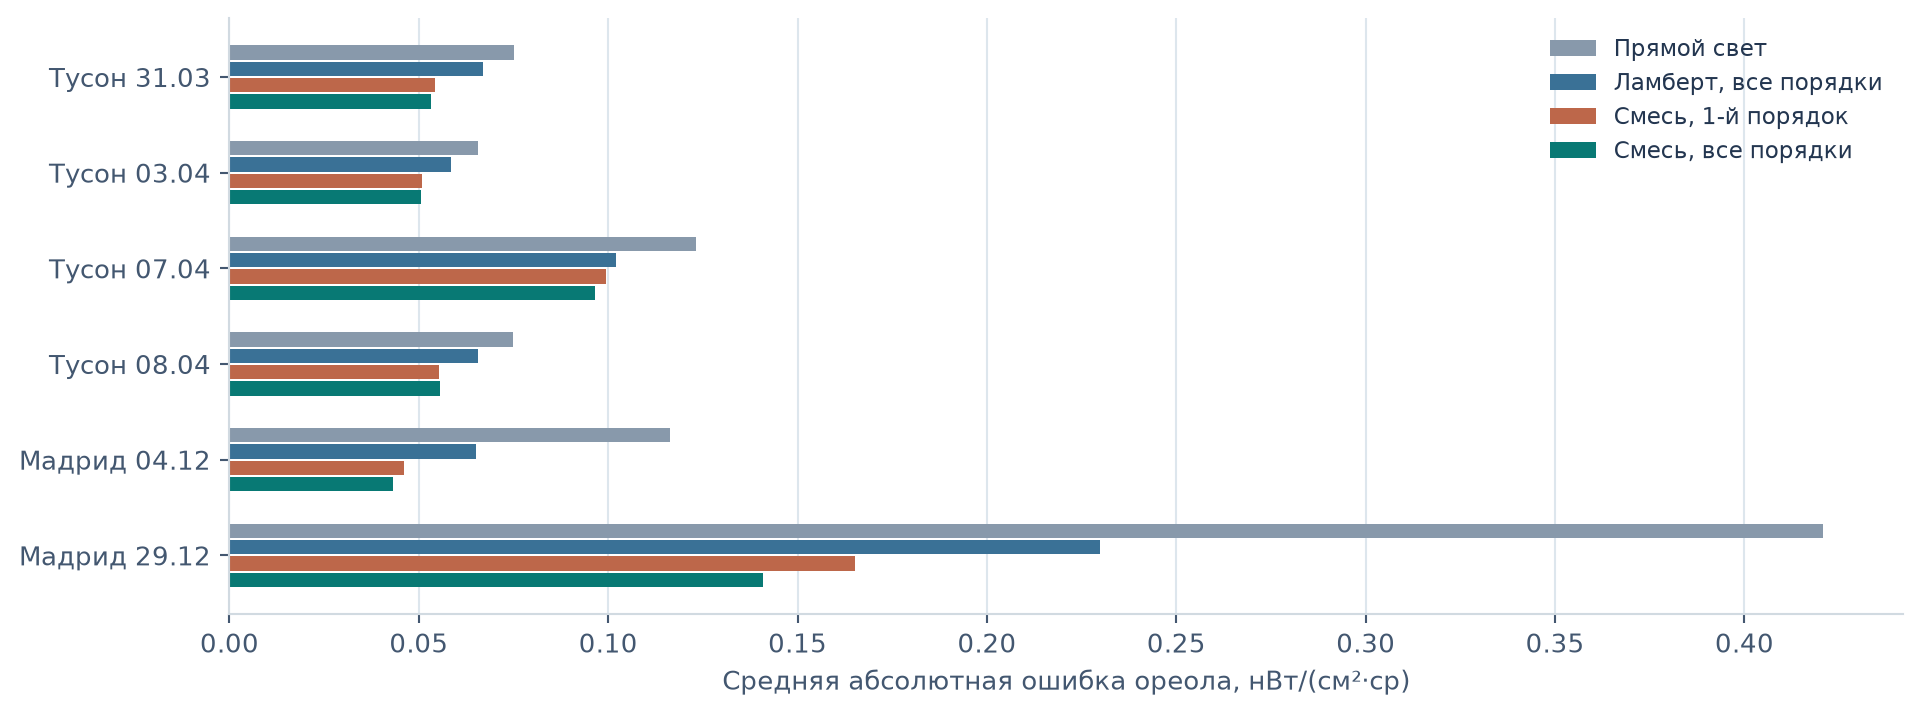 Прямой свет
Ламберт, все порядки
Смесь, 1-й порядок
Смесь, все порядки
Тусон 31.03
Тусон 03.04
Тусон 07.04
Тусон 08.04
Мадрид 04.12
Мадрид 29.12
0.00 0.05 0.10 0.15 0.20 0.25 0.30 0.35 0.40
Средняя абсолютная ошибка ореола, нВт/(см²·ср)